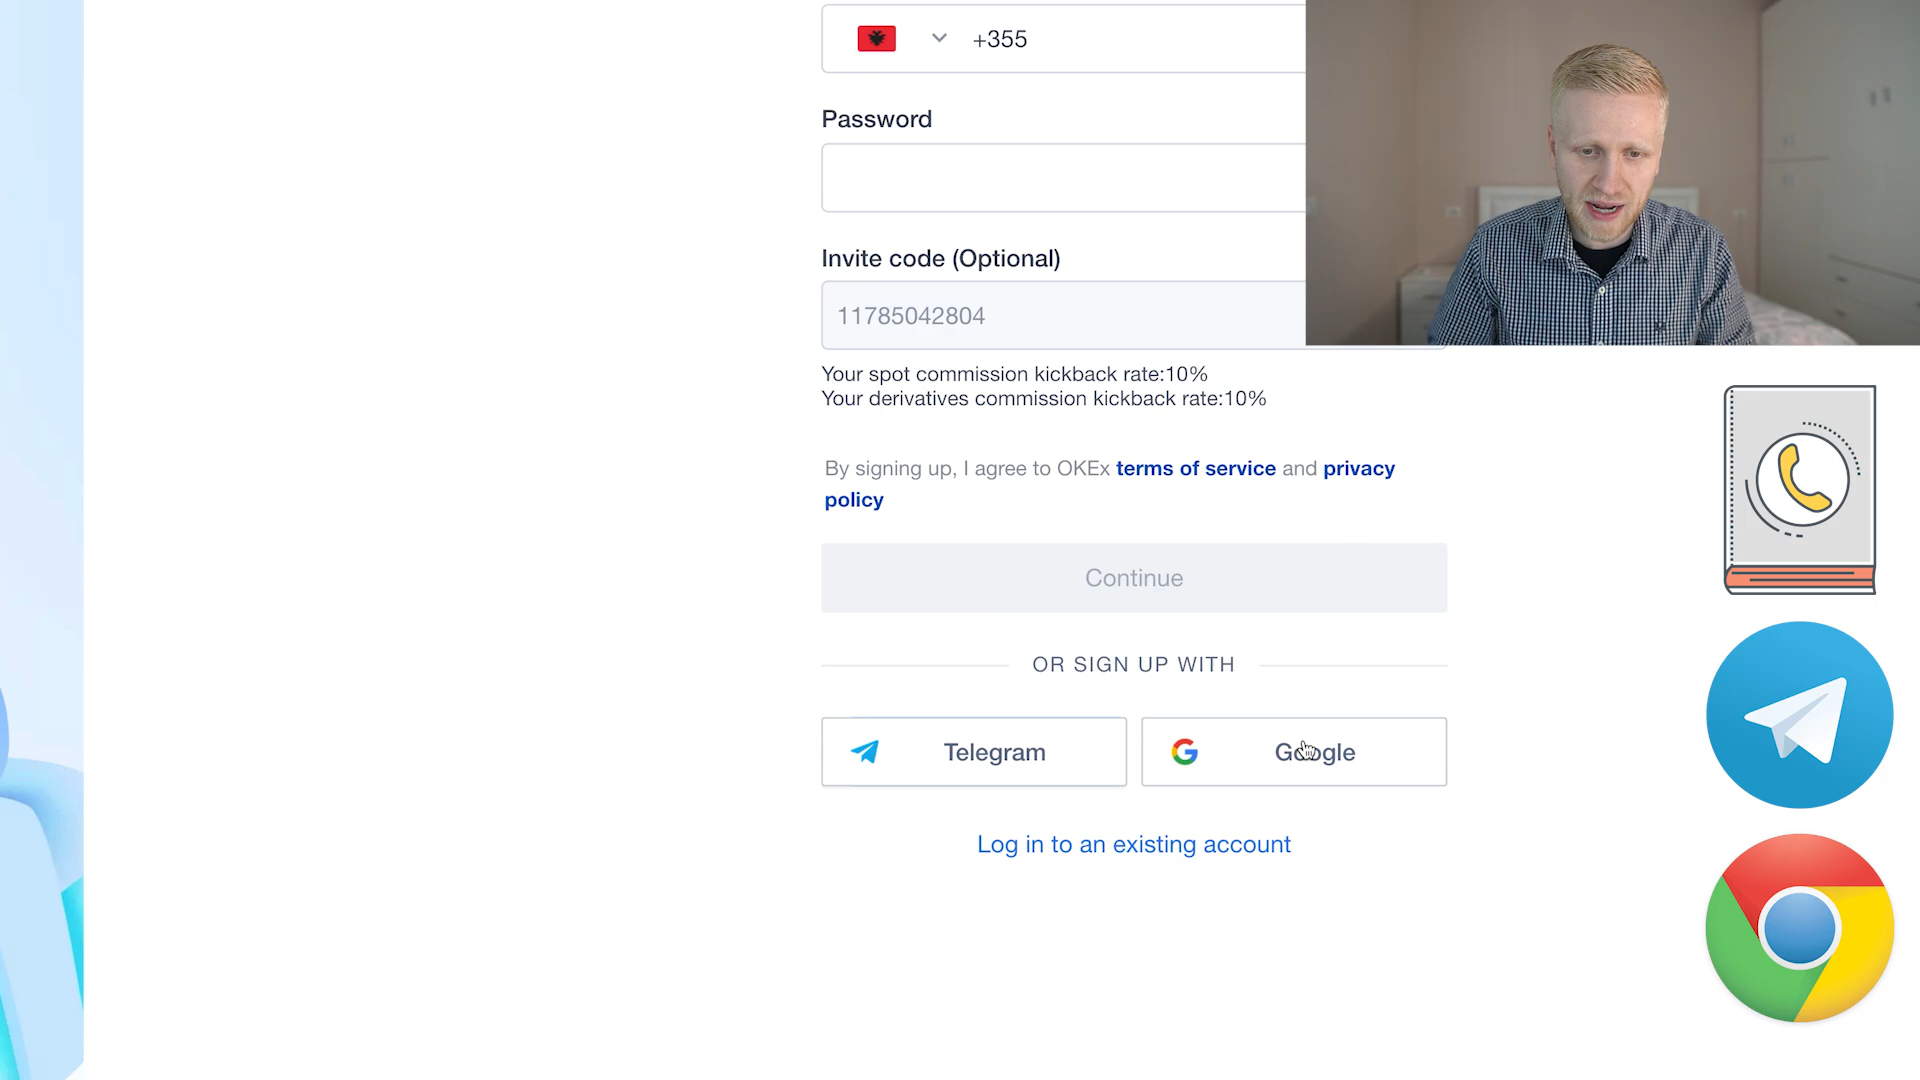 +355
Password
Invite code (Optional)
11785042804
Your spot commission kickback rate:10%
Your derivatives commission kickback rate:10%
By signing up, I agree to OKEx terms of service and privacy
policy
Continue
OR SIGN UP WITH
Telegram
Google
Log in to an existing account